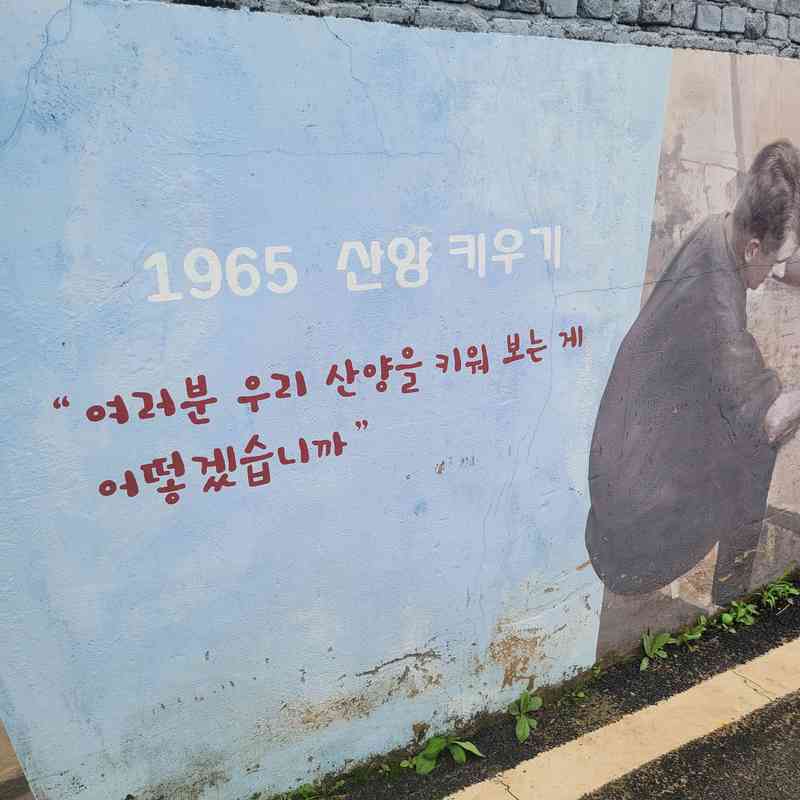 1965 산양 키우기
“ 여러분 우리 산양을 키워 보는 게
어떻겠습니까 ”